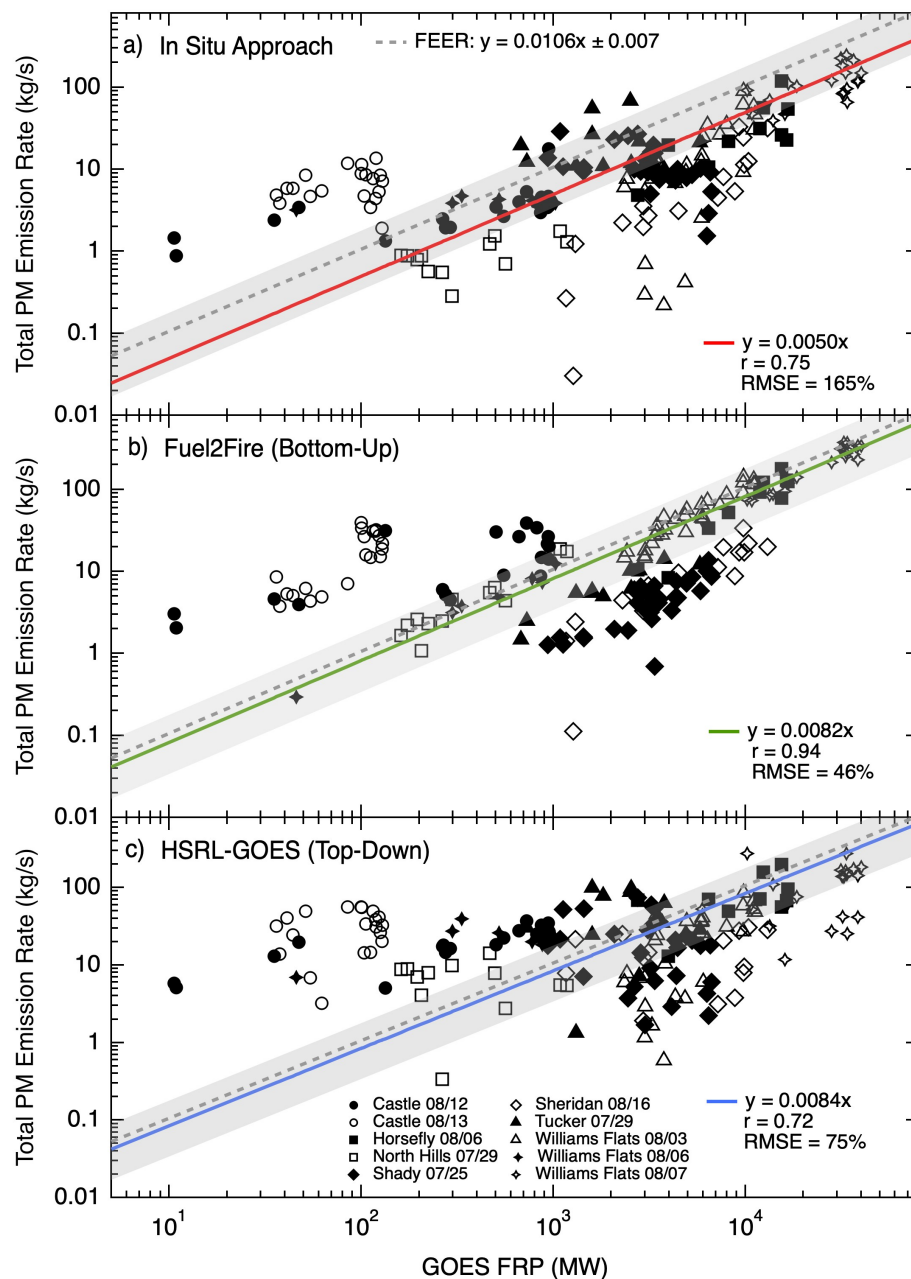 a) In Situ Approach
FEER: y = 0.0106x ± 0.007
Total PM Emission Rate (kg/s)
100
10
1
0.1
0.01
y = 0.0050x
r = 0.75
RMSE = 165%
b) Fuel2Fire (Bottom-Up)
Total PM Emission Rate (kg/s)
100
10
1
0.1
0.01
y = 0.0082x
r = 0.94
RMSE = 46%
c) HSRL-GOES (Top-Down)
Total PM Emission Rate (kg/s)
100
10
1
0.1
0.01
Castle 08/12
Castle 08/13
Horsefly 08/06
North Hills 07/29
Shady 07/25
Sheridan 08/16
Tucker 07/29
Williams Flats 08/03
Williams Flats 08/06
Williams Flats 08/07
y = 0.0084x
r = 0.72
RMSE = 75%
10¹ 10² 10³ 10⁴
GOES FRP (MW)